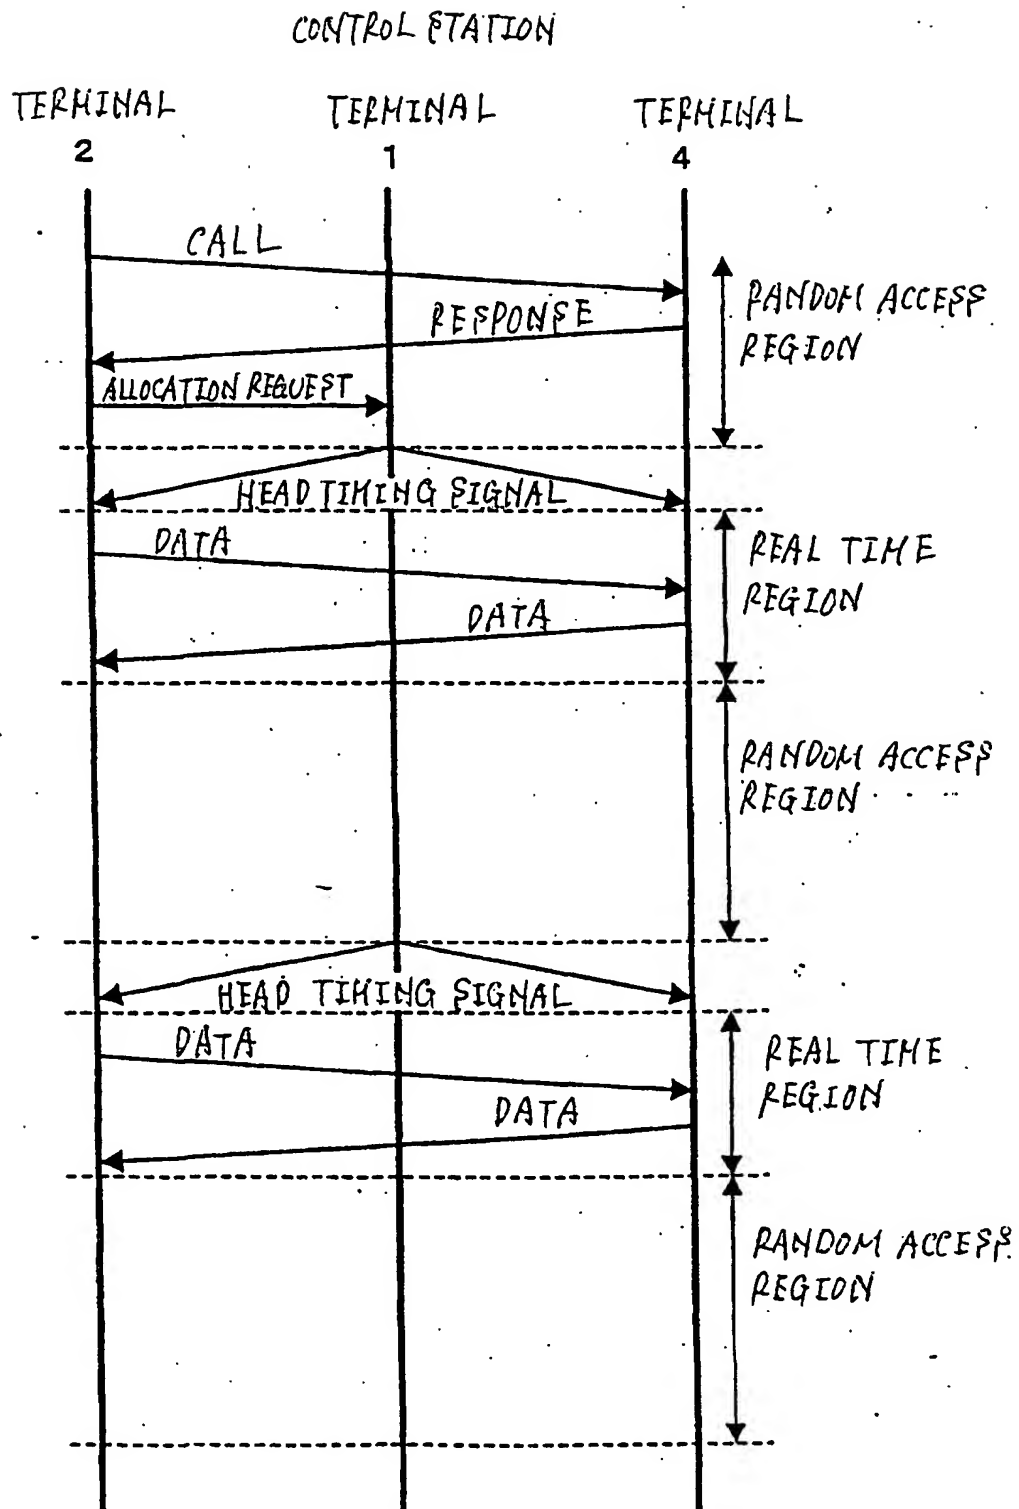 CONTROL STATION
TERMINAL TERMINAL TERMINAL
2 1 4
CALL
RESPONSE
RANDOM ACCESS
REGION
ALLOCATION REQUEST
HEAD TIMING SIGNAL
DATA
REAL TIME
REGION
DATA
RANDOM ACCESS
REGION
HEAD TIMING SIGNAL
DATA
REAL TIME
REGION
DATA
RANDOM ACCESS
REGION